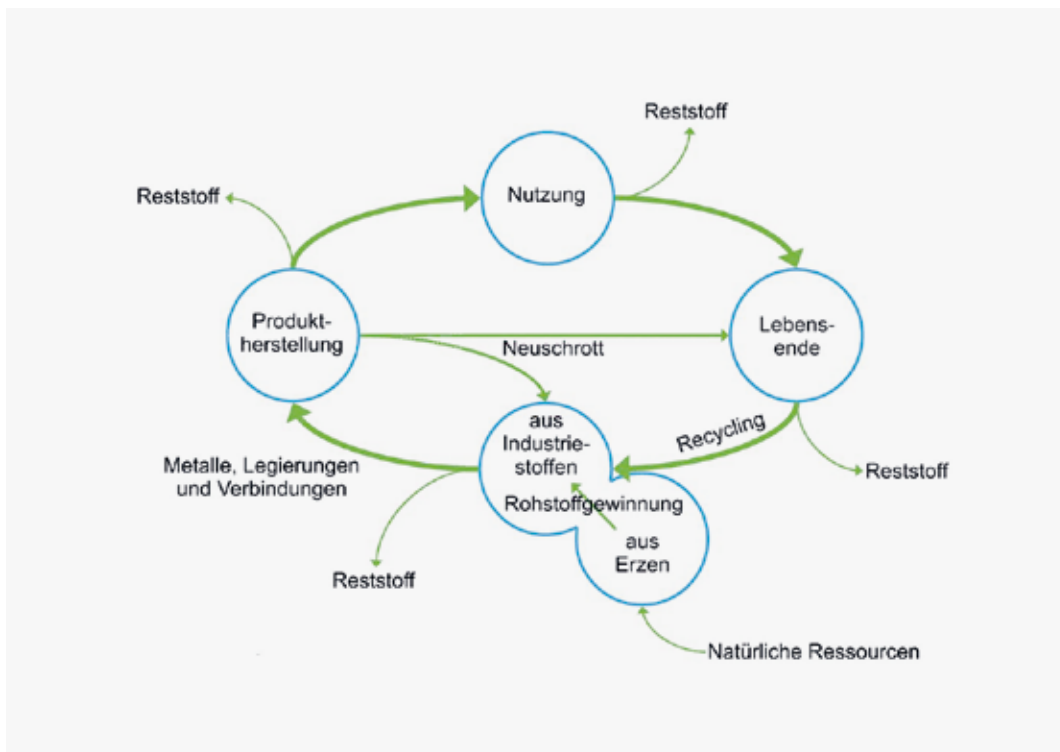 Reststoff
Nutzung
Reststoff
Produkt-
herstellung
Neuschrott
Lebens-
ende
aus
Industrie-
stoffen
Recycling
Metalle, Legierungen
und Verbindungen
Reststoff
Rohstoffgewinnung
aus
Erzen
Reststoff
Natürliche Ressourcen